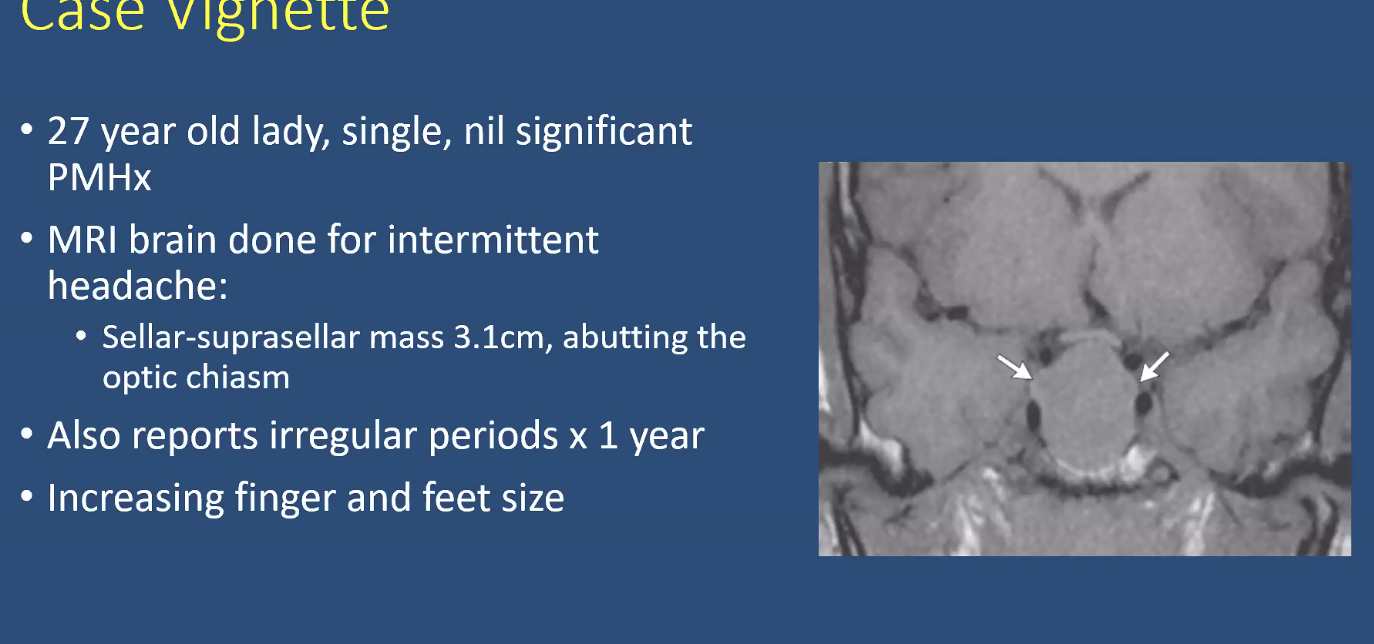 Case Vignette
• 27 year old lady, single, nil significant
PMHx
• MRI brain done for intermittent
headache:
• Sellar-suprasellar mass 3.1cm, abutting the
optic chiasm
• Also reports irregular periods x 1 year
• Increasing finger and feet size